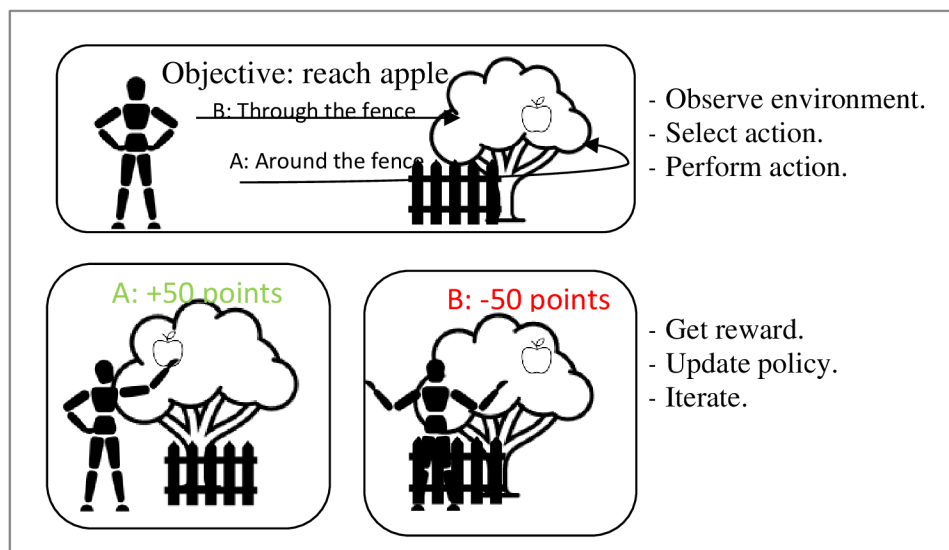 Objective: reach apple
B: Through the fence
A: Around the fence
- Observe environment.
- Select action.
- Perform action.
A: +50 points
B: -50 points
- Get reward.
- Update policy.
- Iterate.